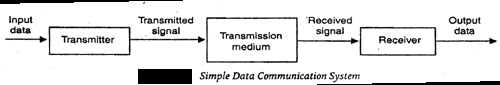 Input
data
Transmitter
Transmitted
signal
Transmission
medium
Received
signal
Receiver
Output
data
Simple Data Communication System